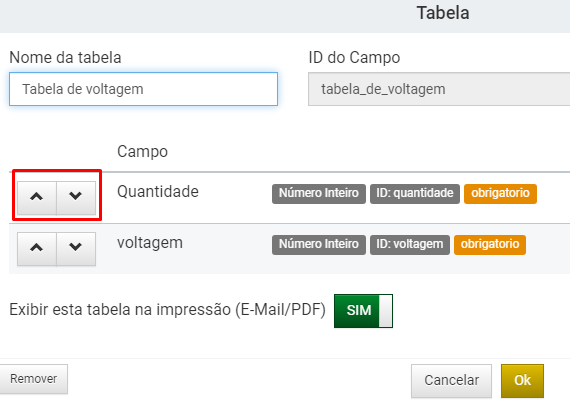 Tabela
Nome da tabela
ID do Campo
Tabela de voltagem
tabela_de_voltagem
Campo
Quantidade Número Inteiro ID: quantidade obrigatorio
voltagem Número Inteiro ID: voltagem obrigatorio
Exibir esta tabela na impressão (E-Mail/PDF) SIM
Remover Cancelar Ok